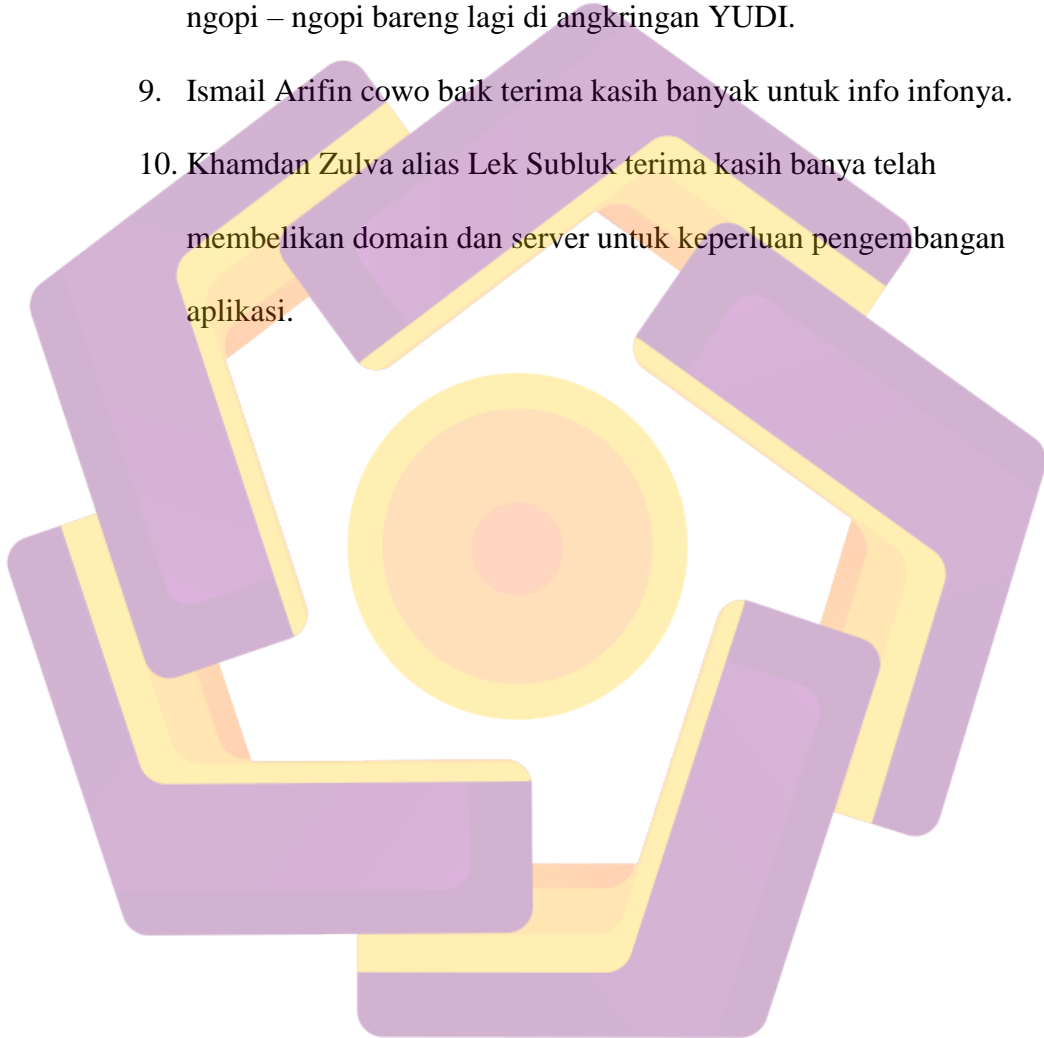 ngopi – ngopi bareng lagi di angkringan YUDI.
9. Ismail Arifin cowo baik terima kasih banyak untuk info infonya.
10. Khamdan Zulva alias Lek Subluk terima kasih banya telah
membelikan domain dan server untuk keperluan pengembangan
aplikasi.